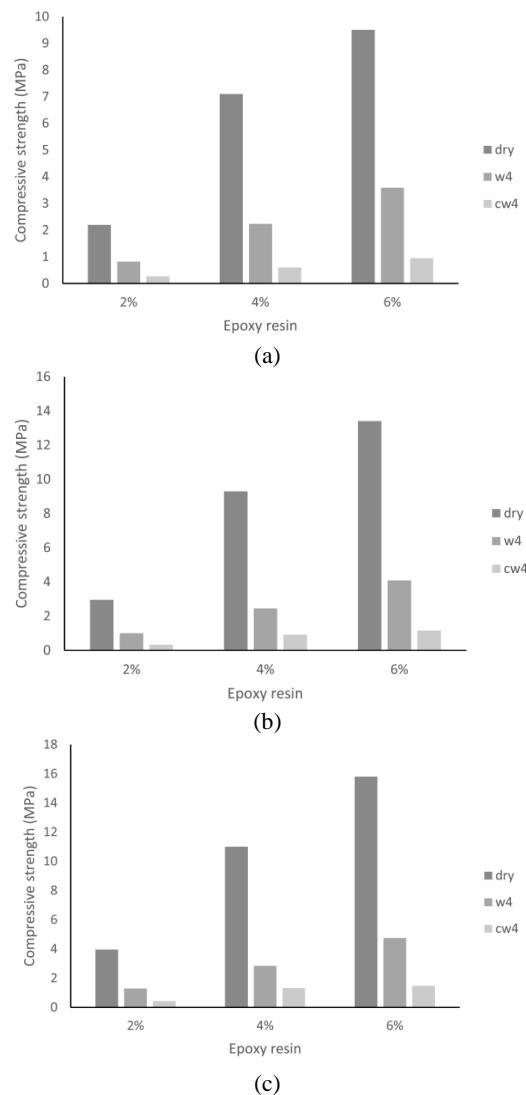 10
9
8
7
6
5
4
3
2
1
0
Compressive strength (MPa)
2% 4% 6%
Epoxy resin
dry
w4
cw4
(a)
16
14
12
10
8
6
4
2
0
Compressive strength (MPa)
2% 4% 6%
Epoxy resin
dry
w4
cw4
(b)
18
16
14
12
10
8
6
4
2
0
Compressive strength (MPa)
2% 4% 6%
Epoxy resin
dry
w4
cw4
(c)